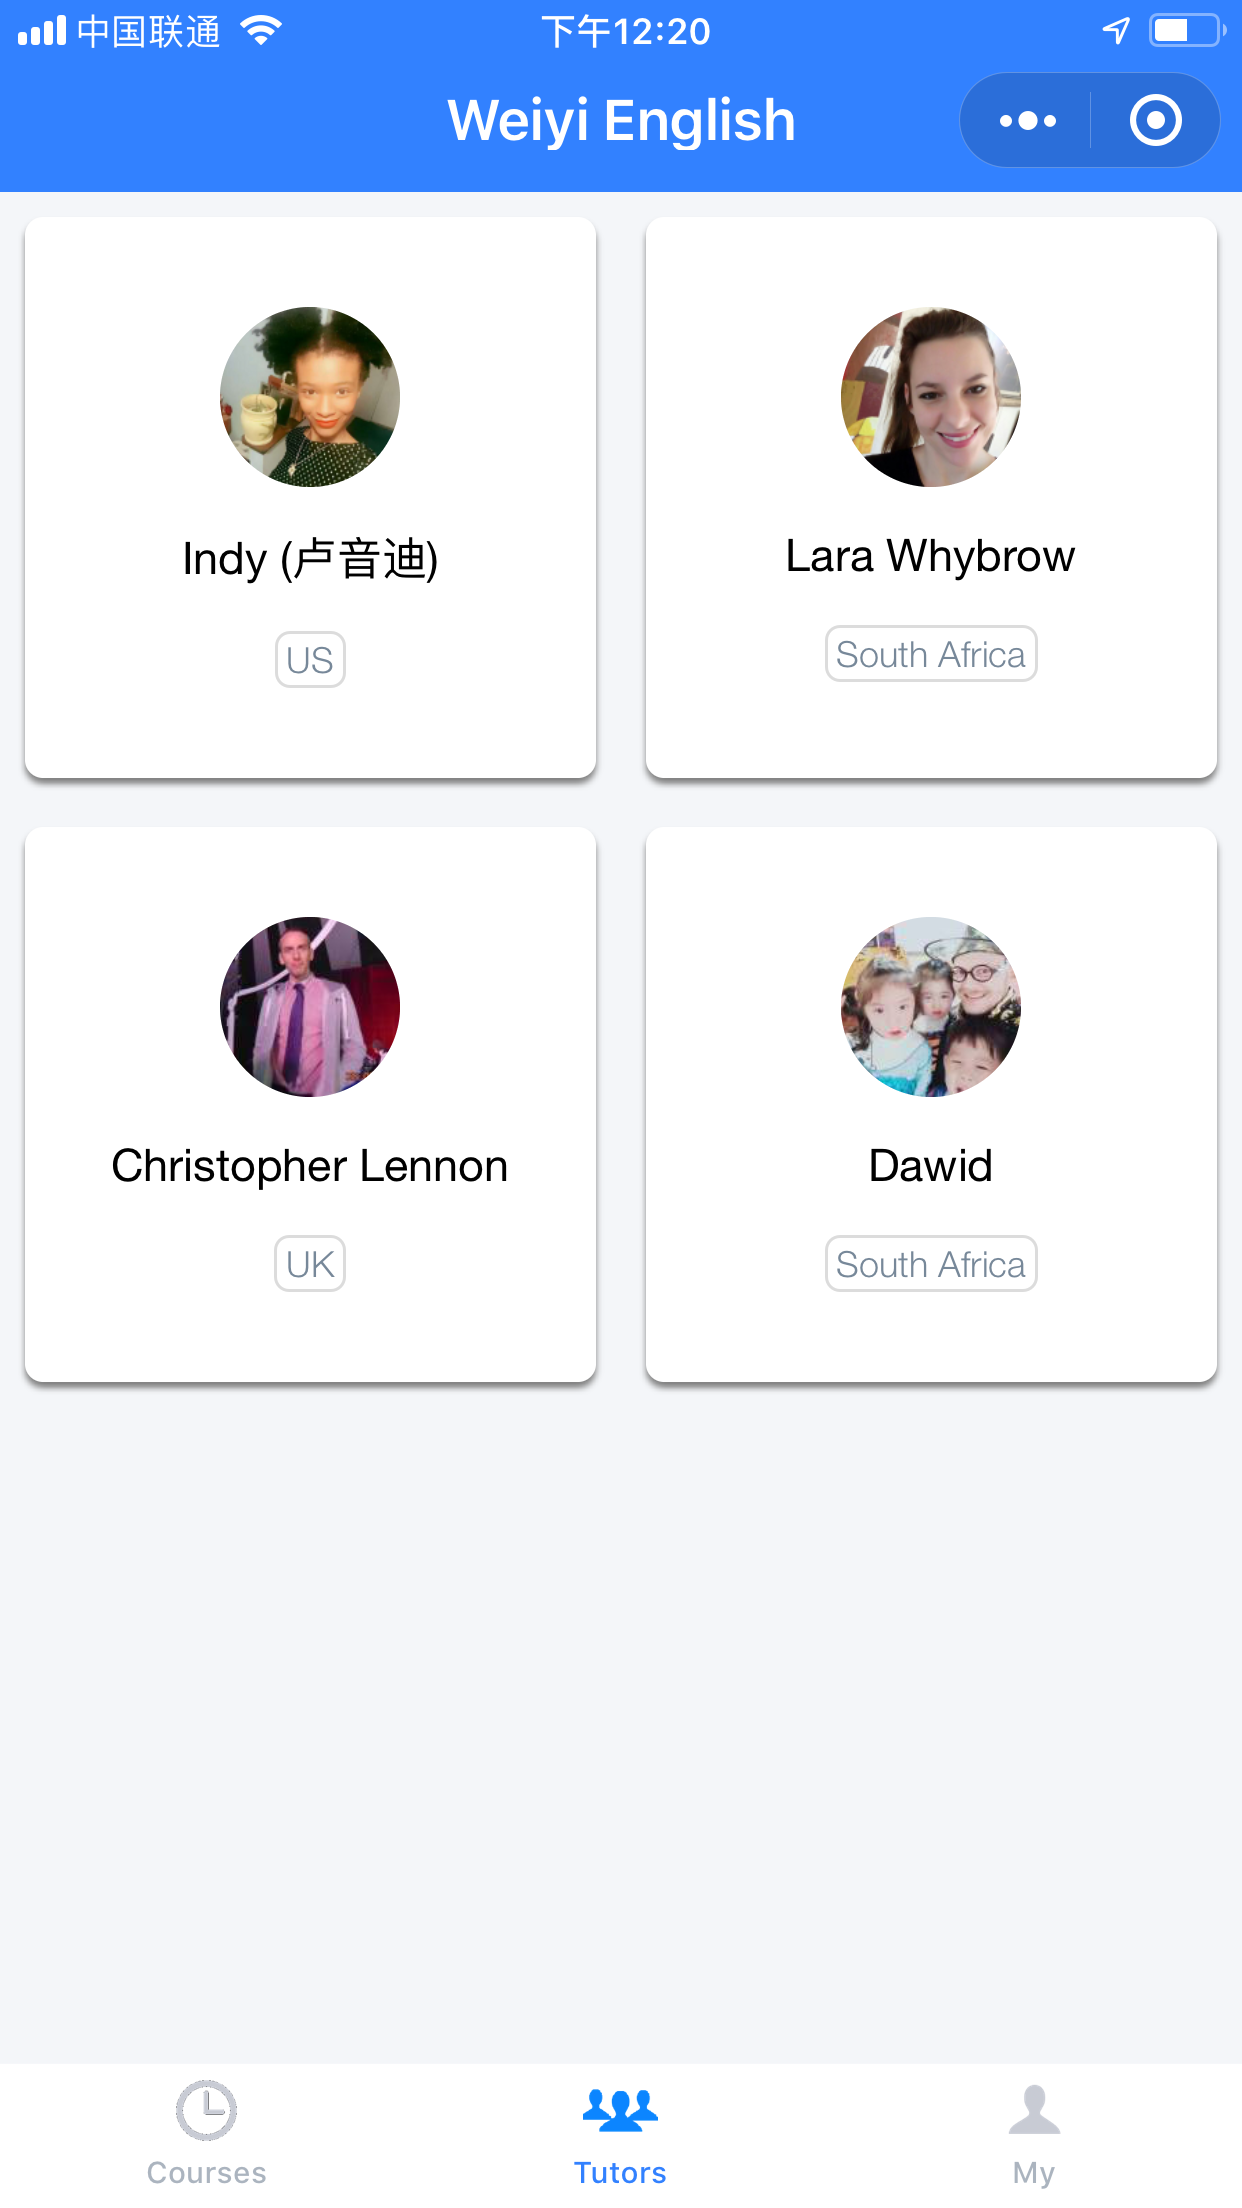 中国联通 下午12:20
Weiyi English
Indy (卢音迪)
US
Lara Whybrow
South Africa
Christopher Lennon
UK
Dawid
South Africa
Courses
Tutors
My